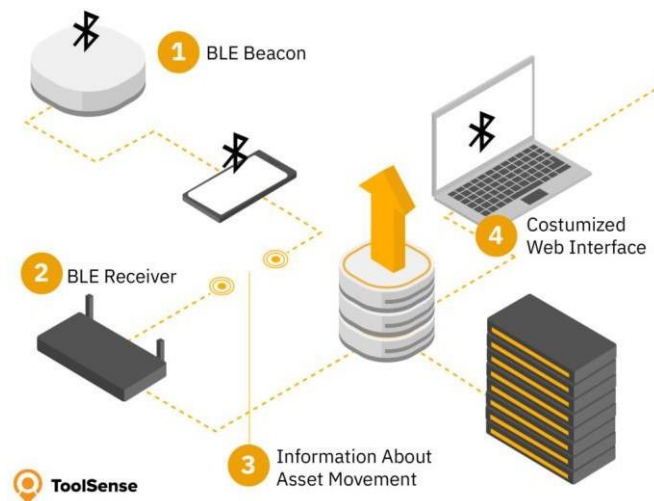 1 BLE Beacon
2 BLE Receiver
4 Costumized
Web Interface
3 Information About
Asset Movement
ToolSense